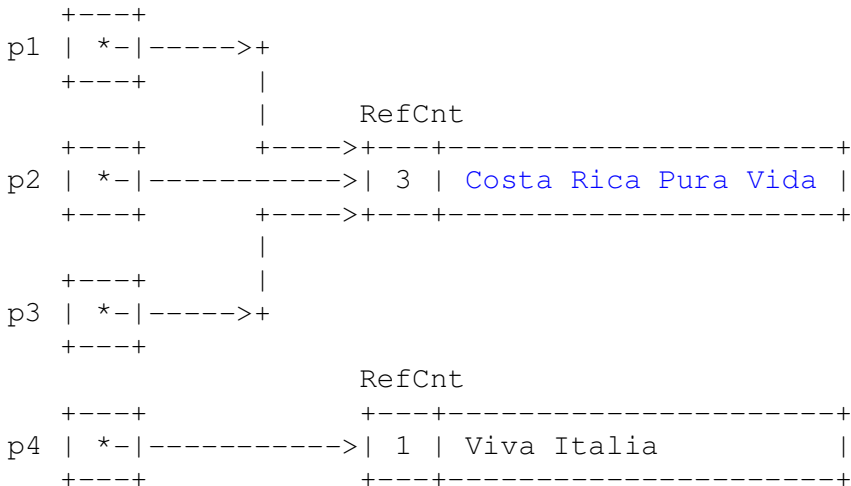 +---+
p1 | *-|----->+
   +---+      |
              |     RefCnt
   +---+      +---->+---+----------------------+
p2 | *-|----------->| 3 | Costa Rica Pura Vida |
   +---+      +---->+---+----------------------+
              |
   +---+      |
p3 | *-|----->+
   +---+
                    RefCnt
   +---+            +---+----------------------+
p4 | *-|----------->| 1 | Viva Italia          |
   +---+            +---+----------------------+